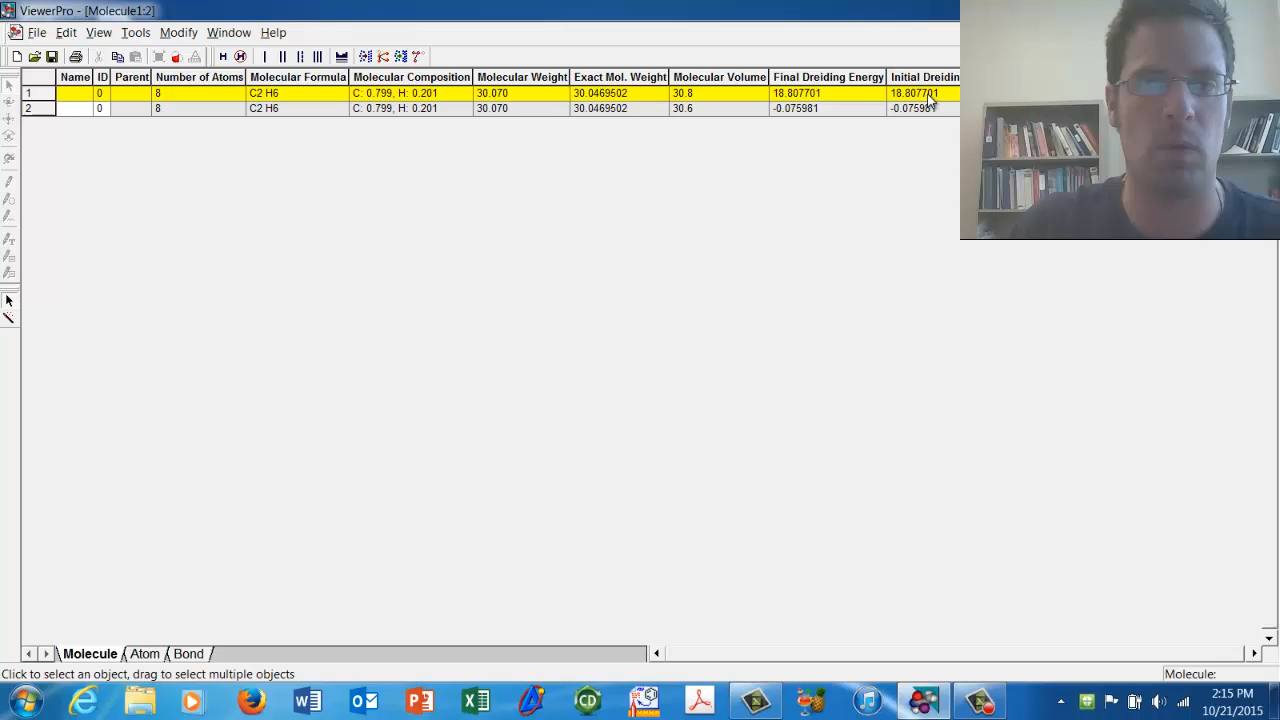 ViewerPro - [Molecule1:2]
File Edit View Tools Modify Window Help
Name ID Parent Number of Atoms Molecular Formula Molecular Composition Molecular Weight Exact Mol. Weight Molecular Volume Final Dreiding Energy Initial Dreidin
1 0 8 C2 H6 C: 0.799, H: 0.201 30.070 30.0469502 30.8 18.807701 18.807701
2 0 8 C2 H6 C: 0.799, H: 0.201 30.070 30.0469502 30.6 -0.075981 -0.075981
Molecule Atom Bond
Click to select an object, drag to select multiple objects Molecule:
2:15 PM
10/21/2015